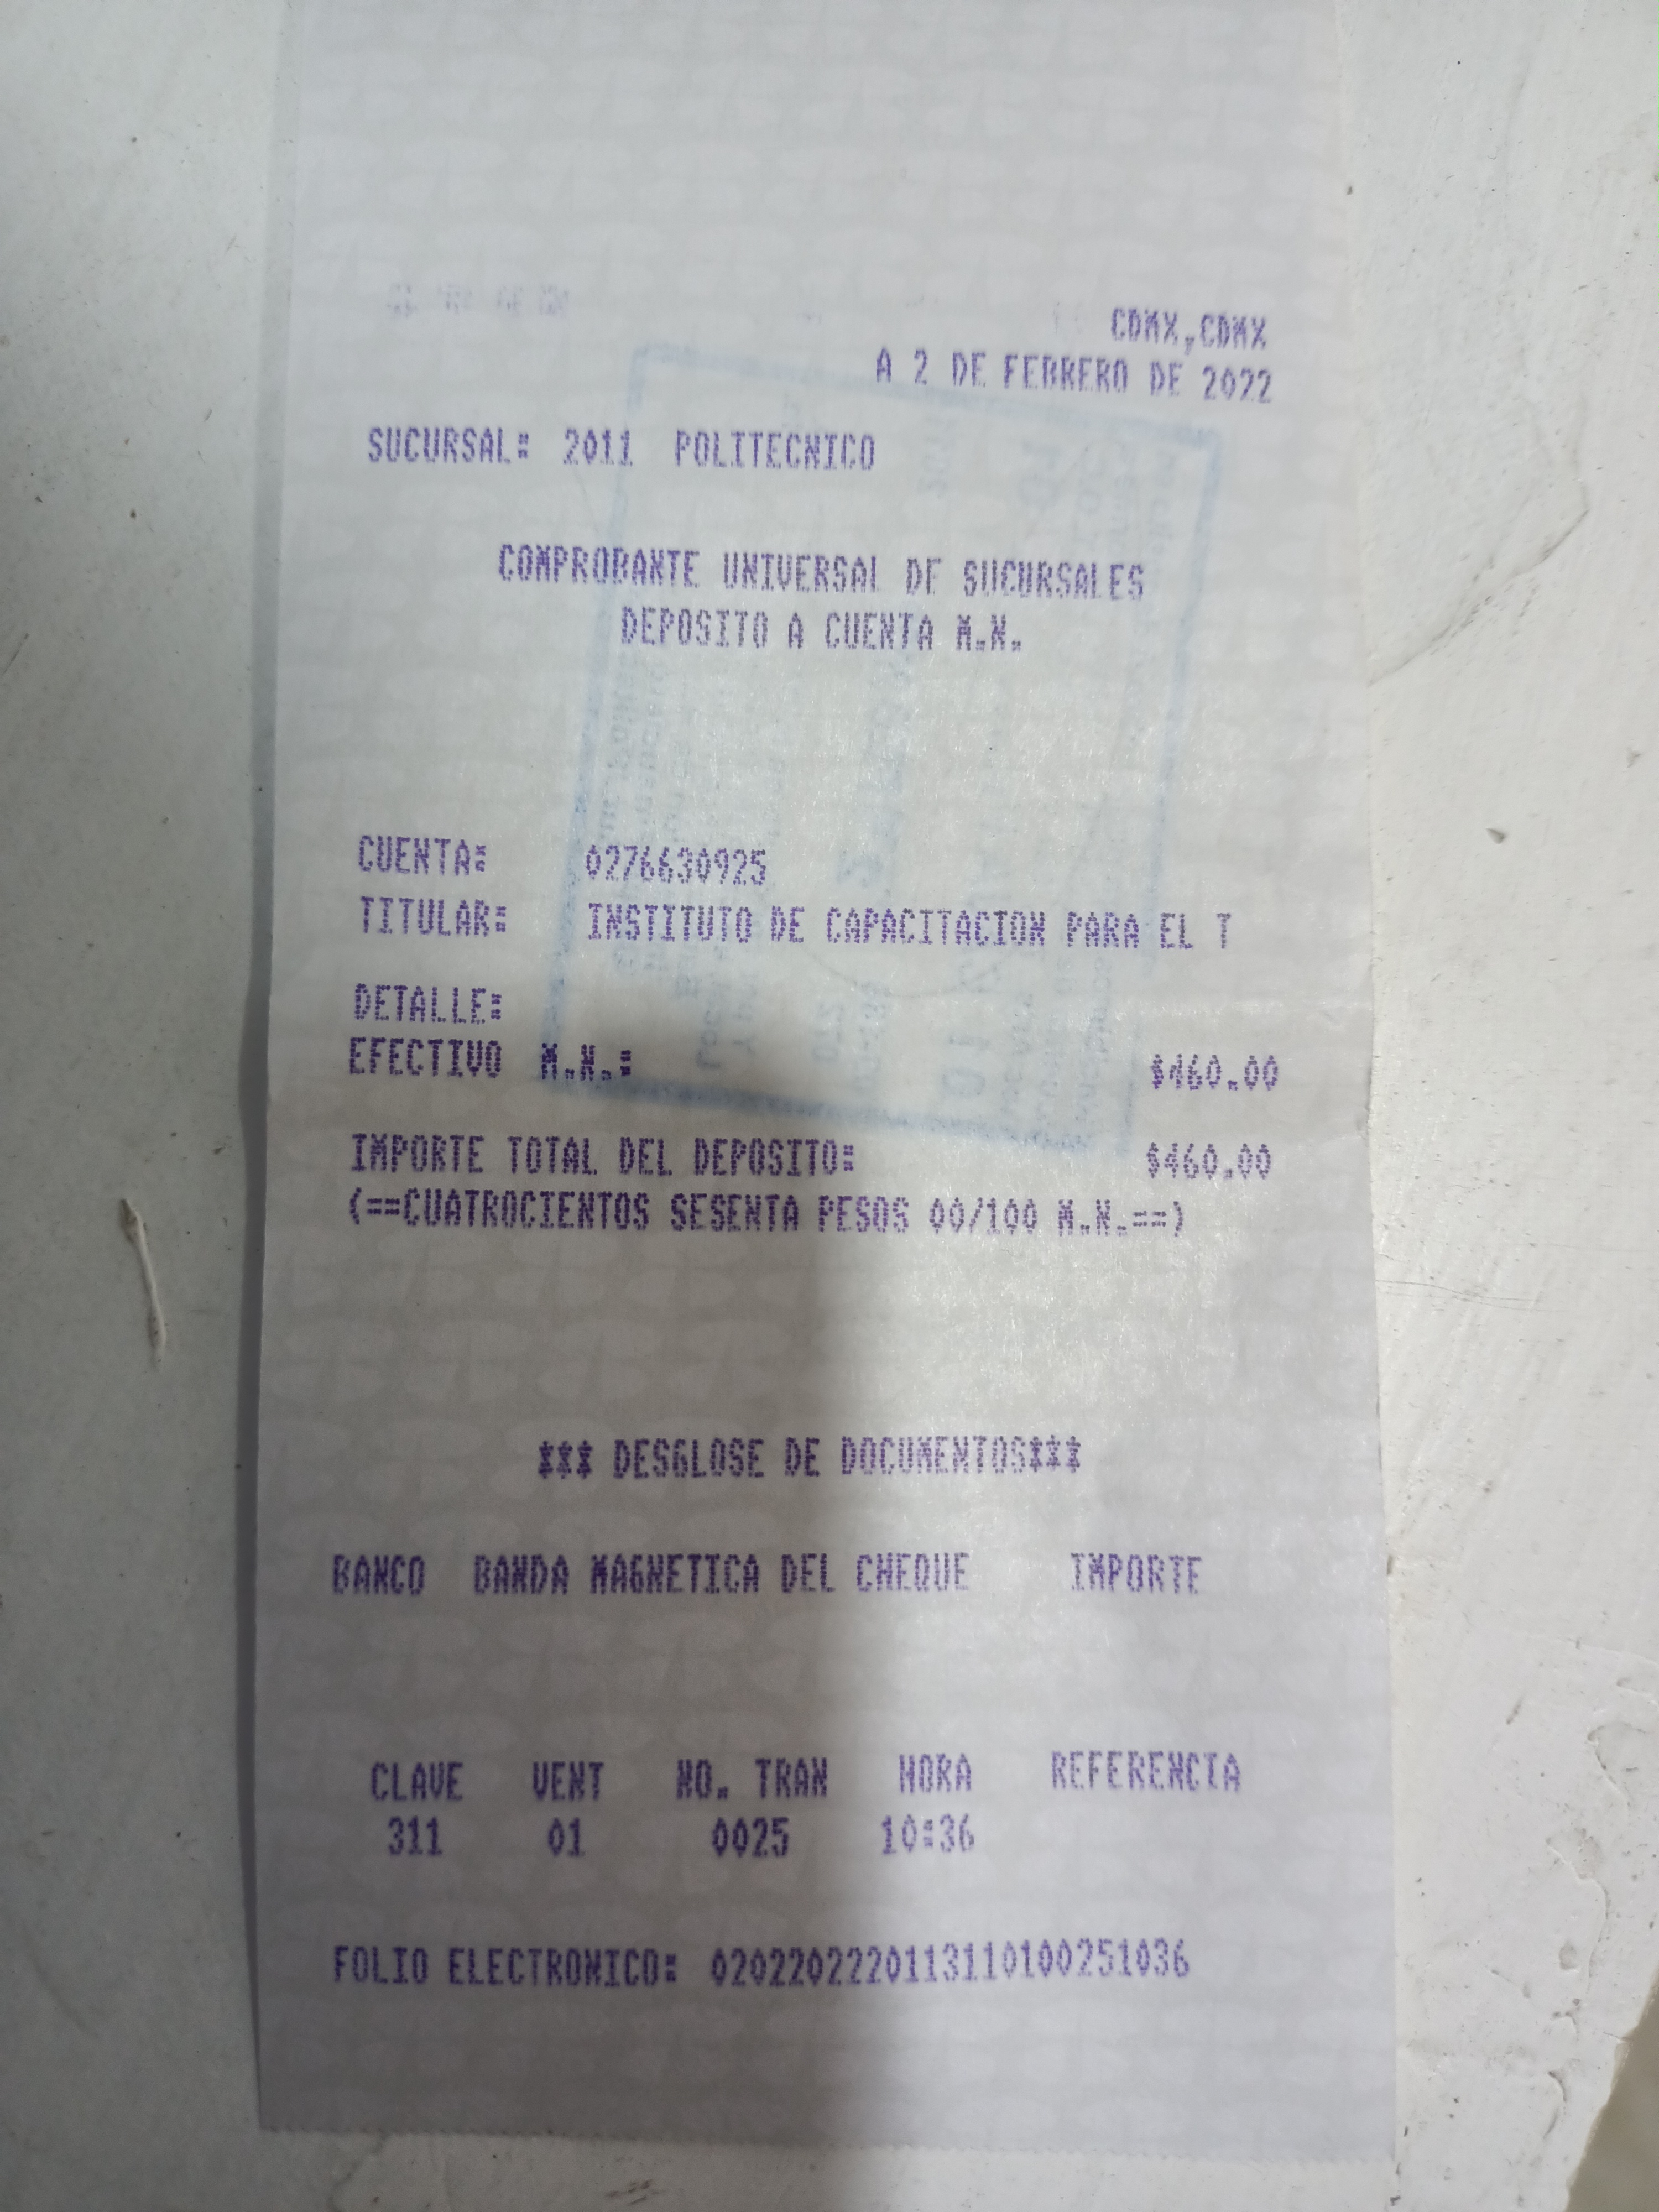 CDMX,CDMX
A 2 DE FEBRERO DE 2022
SUCURSAL: 2011 POLITECNICO
COMPROBANTE UNIVERSAL DE SUCURSALES
DEPOSITO A CUENTA M.N.
CUENTA: 0276630925
TITULAR: INSTITUTO DE CAPACITACION PARA EL T
DETALLE:
EFECTIVO M.N.: $460.00
IMPORTE TOTAL DEL DEPOSITO: $460.00
(==CUATROCIENTOS SESENTA PESOS 00/100 M.N.==)
*** DESGLOSE DE DOCUMENTOS***
BANCO BANDA MAGNETICA DEL CHEQUE IMPORTE
CLAVE VENT NO. TRAN HORA REFERENCIA
311 01 0025 10:36
FOLIO ELECTRONICO: 0202202220113110100251036